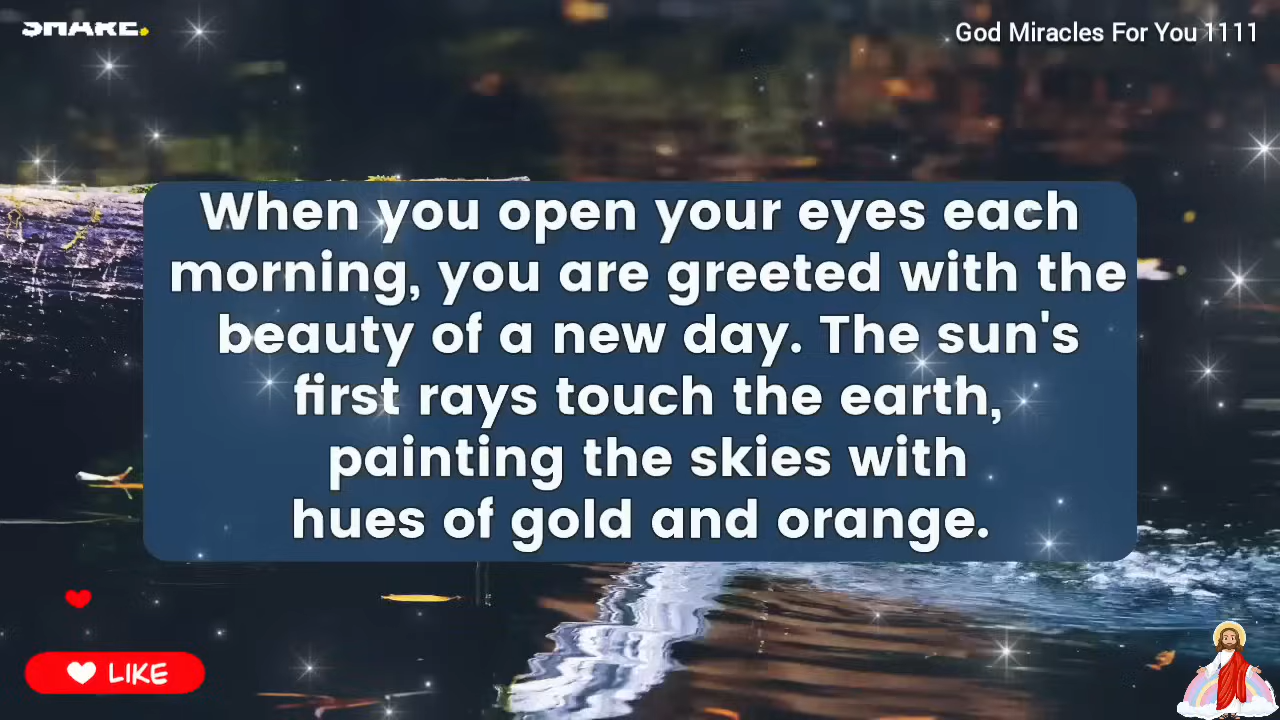 SHARE.
God Miracles For You 1111
When you open your eyes each
morning, you are greeted with the
beauty of a new day. The sun's
first rays touch the earth,
painting the skies with
hues of gold and orange.
LIKE